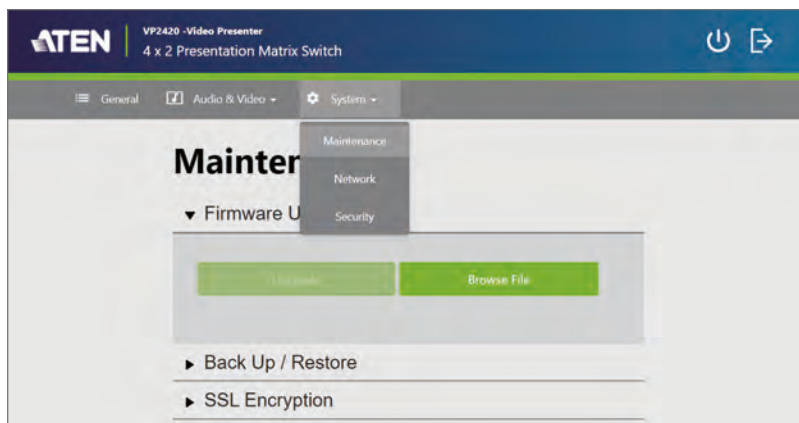 ATEN
VP2420 -Video Presenter
4 x 2 Presentation Matrix Switch
General Audio & Video System
Maintenance
Network
Security
Mainten
Firmware U
Browse File
Back Up / Restore
SSL Encryption